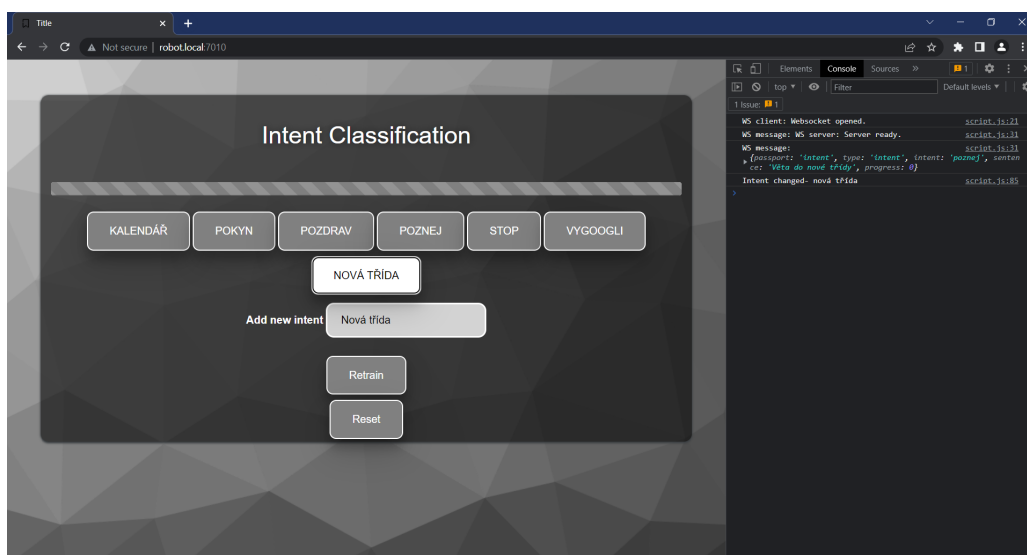 Title
Not secure | robot.local:7010
Elements Console Sources »
1
top ▾ Filter Default levels ▾
1 Issue: 1
Intent Classification
KALENDÁŘ POKYN POZDRAV POZNEJ STOP VYGOOGLI
NOVÁ TŘÍDA
Add new intent Nová třída
Retrain
Reset
WS client: Websocket opened. script.js:21
WS message: WS server: Server ready. script.js:31
WS message: script.js:31
{passport: 'intent', type: 'intent', intent: 'poznej', senten
ce: 'Věta do nové třídy', progress: 0}
Intent changed- nová třída script.js:85